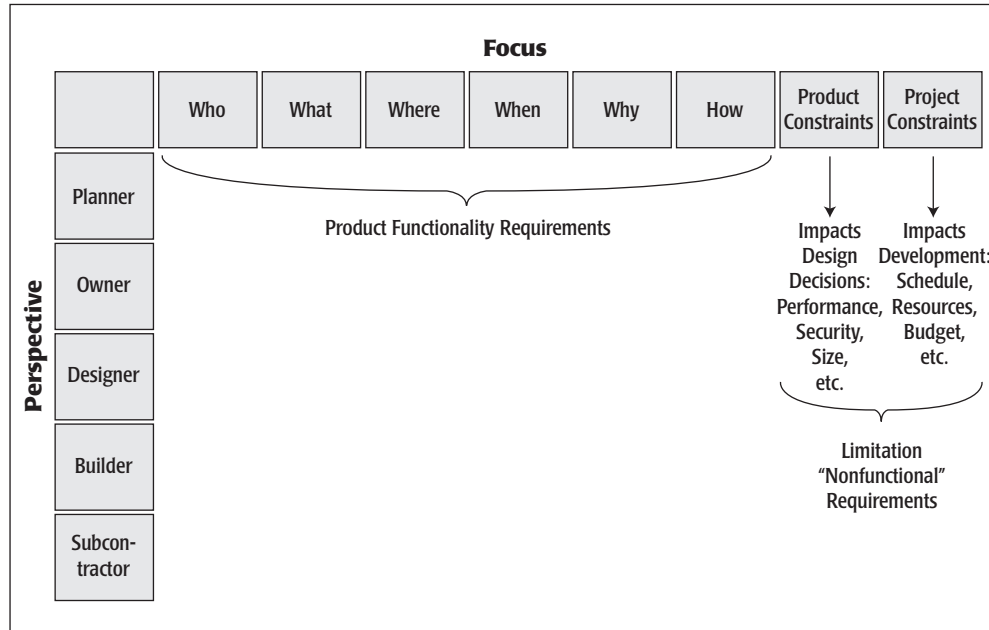 Focus
Who
What
Where
When
Why
How
Product
Constraints
Project
Constraints
Perspective
Planner
Owner
Designer
Builder
Subcon-
tractor
Product Functionality Requirements
Impacts
Design
Decisions:
Performance,
Security,
Size,
etc.
Impacts
Development:
Schedule,
Resources,
Budget,
etc.
Limitation
“Nonfunctional”
Requirements